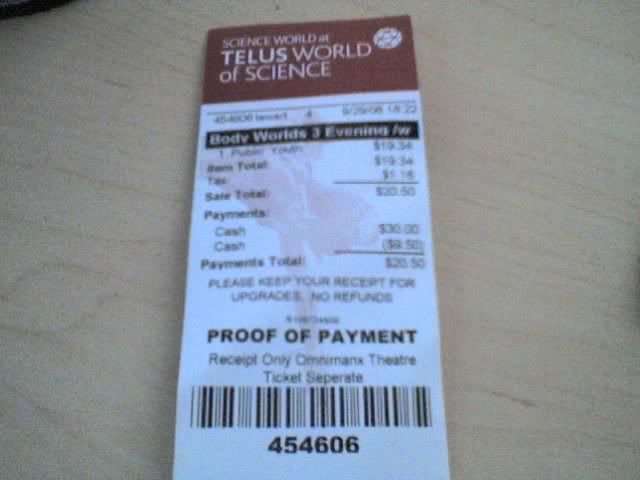 SCIENCE WORLD at
TELUS WORLD
of SCIENCE
454606 9/29/06 18:22
Body Worlds 3 Evening /w
1 Public Youth $19.34
Item Total: $19.34
Tax $1.16
Sale Total: $20.50
Payments:
Cash $30.00
Cash ($9.50)
Payments Total: $20.50
PLEASE KEEP YOUR RECEIPT FOR
UPGRADES. NO REFUNDS
PROOF OF PAYMENT
Receipt Only Omnimanx Theatre
Ticket Seperate
454606